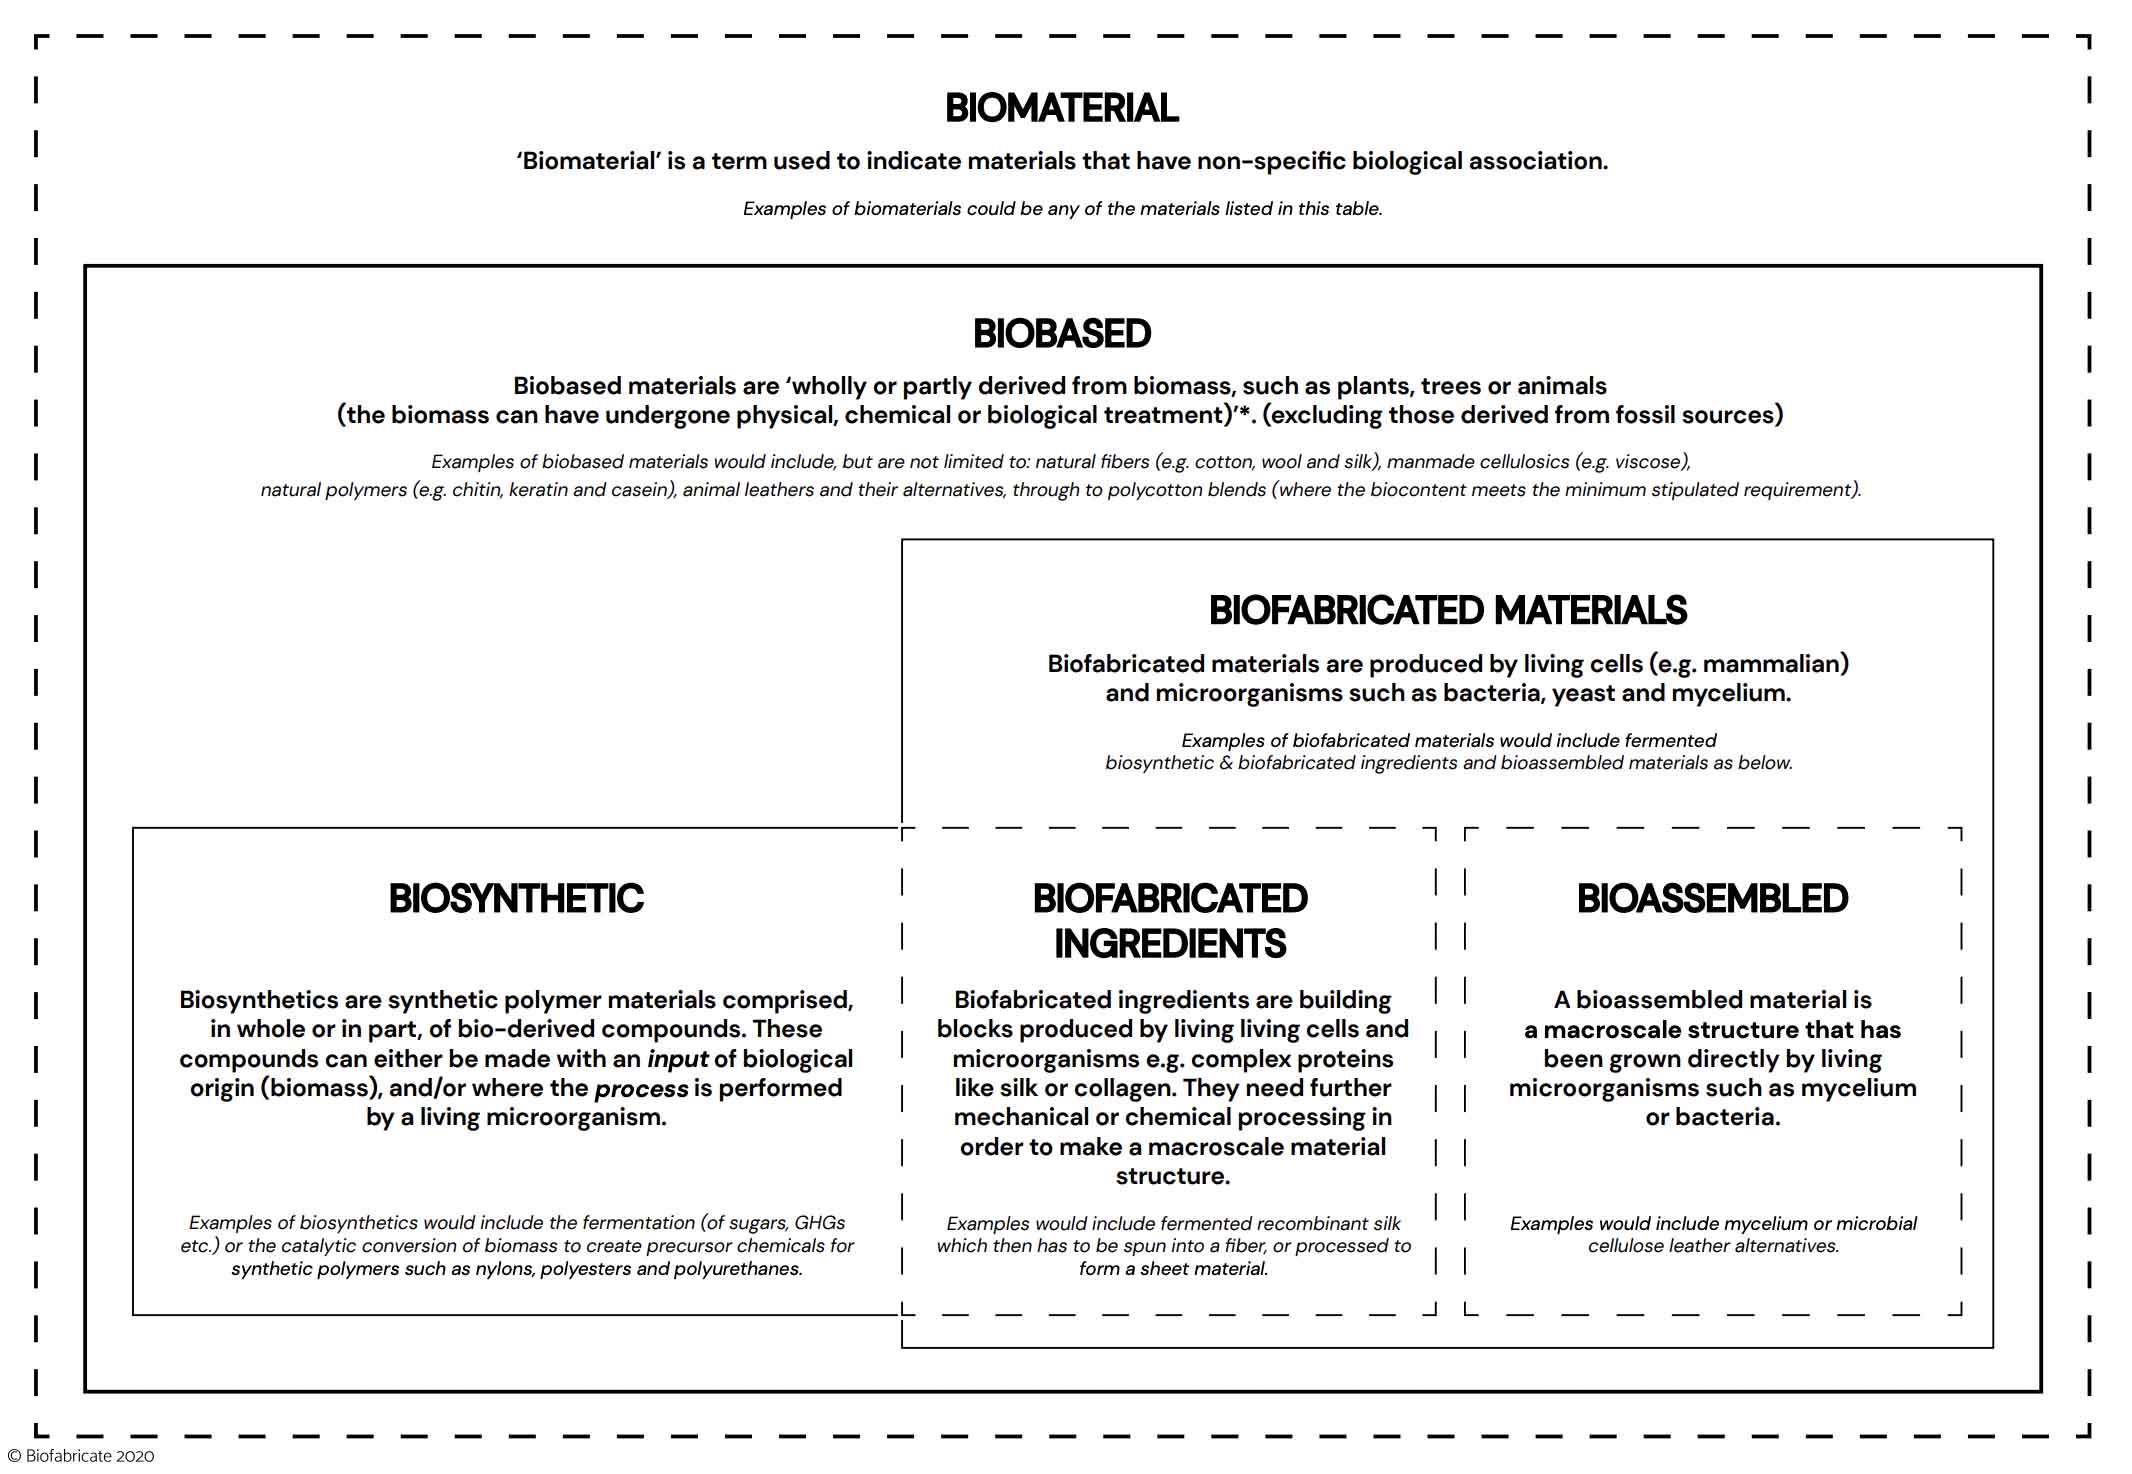 BIOMATERIAL
‘Biomaterial’ is a term used to indicate materials that have non-specific biological association.
Examples of biomaterials could be any of the materials listed in this table.
BIOBASED
Biobased materials are ‘wholly or partly derived from biomass, such as plants, trees or animals
(the biomass can have undergone physical, chemical or biological treatment)’*. (excluding those derived from fossil sources)
Examples of biobased materials would include, but are not limited to: natural fibers (e.g. cotton, wool and silk), manmade cellulosics (e.g. viscose),
natural polymers (e.g. chitin, keratin and casein), animal leathers and their alternatives, through to polycotton blends (where the biocontent meets the minimum stipulated requirement).
BIOFABRICATED MATERIALS
Biofabricated materials are produced by living cells (e.g. mammalian)
and microorganisms such as bacteria, yeast and mycelium.
Examples of biofabricated materials would include fermented
biosynthetic & biofabricated ingredients and bioassembled materials as below.
BIOSYNTHETIC
Biosynthetics are synthetic polymer materials comprised,
in whole or in part, of bio-derived compounds. These
compounds can either be made with an input of biological
origin (biomass), and/or where the process is performed
by a living microorganism.
Examples of biosynthetics would include the fermentation (of sugars, GHGs
etc.) or the catalytic conversion of biomass to create precursor chemicals for
synthetic polymers such as nylons, polyesters and polyurethanes.
BIOFABRICATED
INGREDIENTS
Biofabricated ingredients are building
blocks produced by living living cells and
microorganisms e.g. complex proteins
like silk or collagen. They need further
mechanical or chemical processing in
order to make a macroscale material
structure.
Examples would include fermented recombinant silk
which then has to be spun into a fiber, or processed to
form a sheet material.
BIOASSEMBLED
A bioassembled material is
a macroscale structure that has
been grown directly by living
microorganisms such as mycelium
or bacteria.
Examples would include mycelium or microbial
cellulose leather alternatives.
© Biofabricate 2020